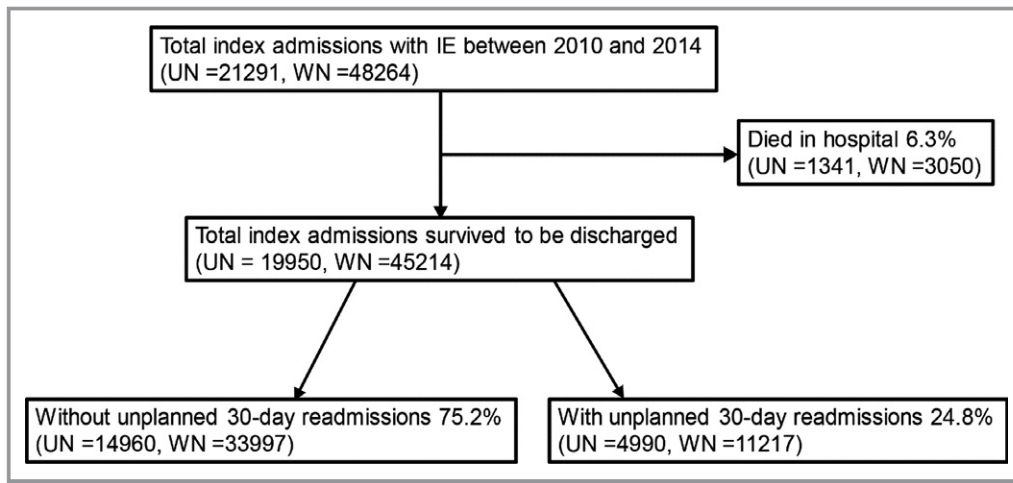 Total index admissions with IE between 2010 and 2014
(UN =21291, WN =48264)
Died in hospital 6.3%
(UN =1341, WN =3050)
Total index admissions survived to be discharged
(UN = 19950, WN =45214)
Without unplanned 30-day readmissions 75.2%
(UN =14960, WN =33997)
With unplanned 30-day readmissions 24.8%
(UN =4990, WN =11217)